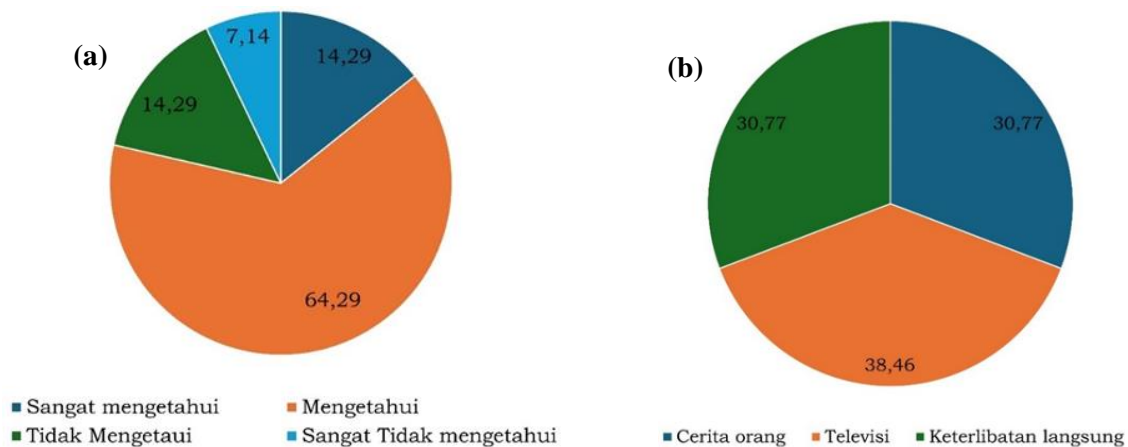 (a)
7,14
14,29
14,29
64,29
■ Sangat mengetahui ■ Mengetahui
■ Tidak Mengetaui ■ Sangat Tidak mengetahui
(b)
30,77
30,77
38,46
■ Cerita orang ■ Televisi ■ Keterlibatan langsung